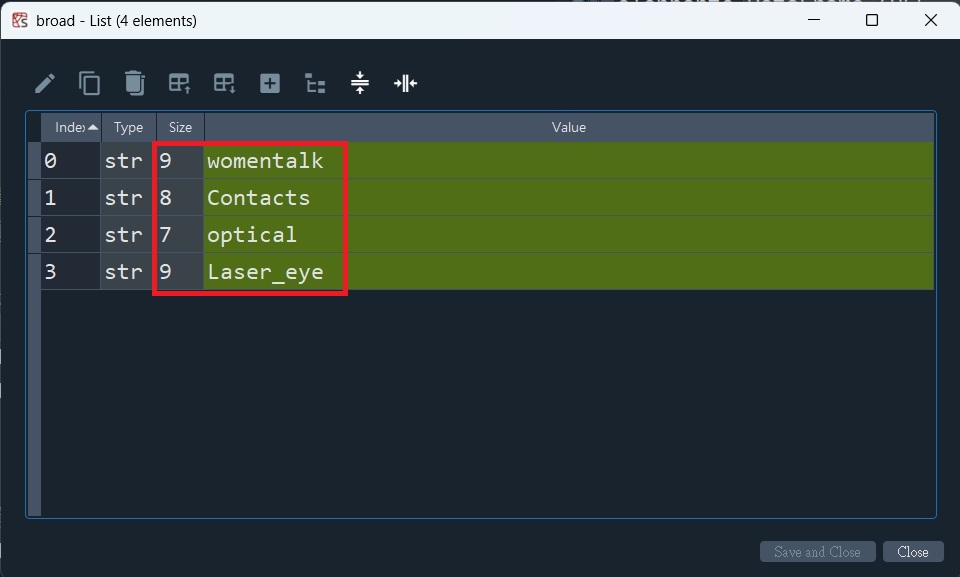 broad - List (4 elements)
Index Type Size Value
0 str 9 womentalk
1 str 8 Contacts
2 str 7 optical
3 str 9 Laser_eye
Save and Close Close